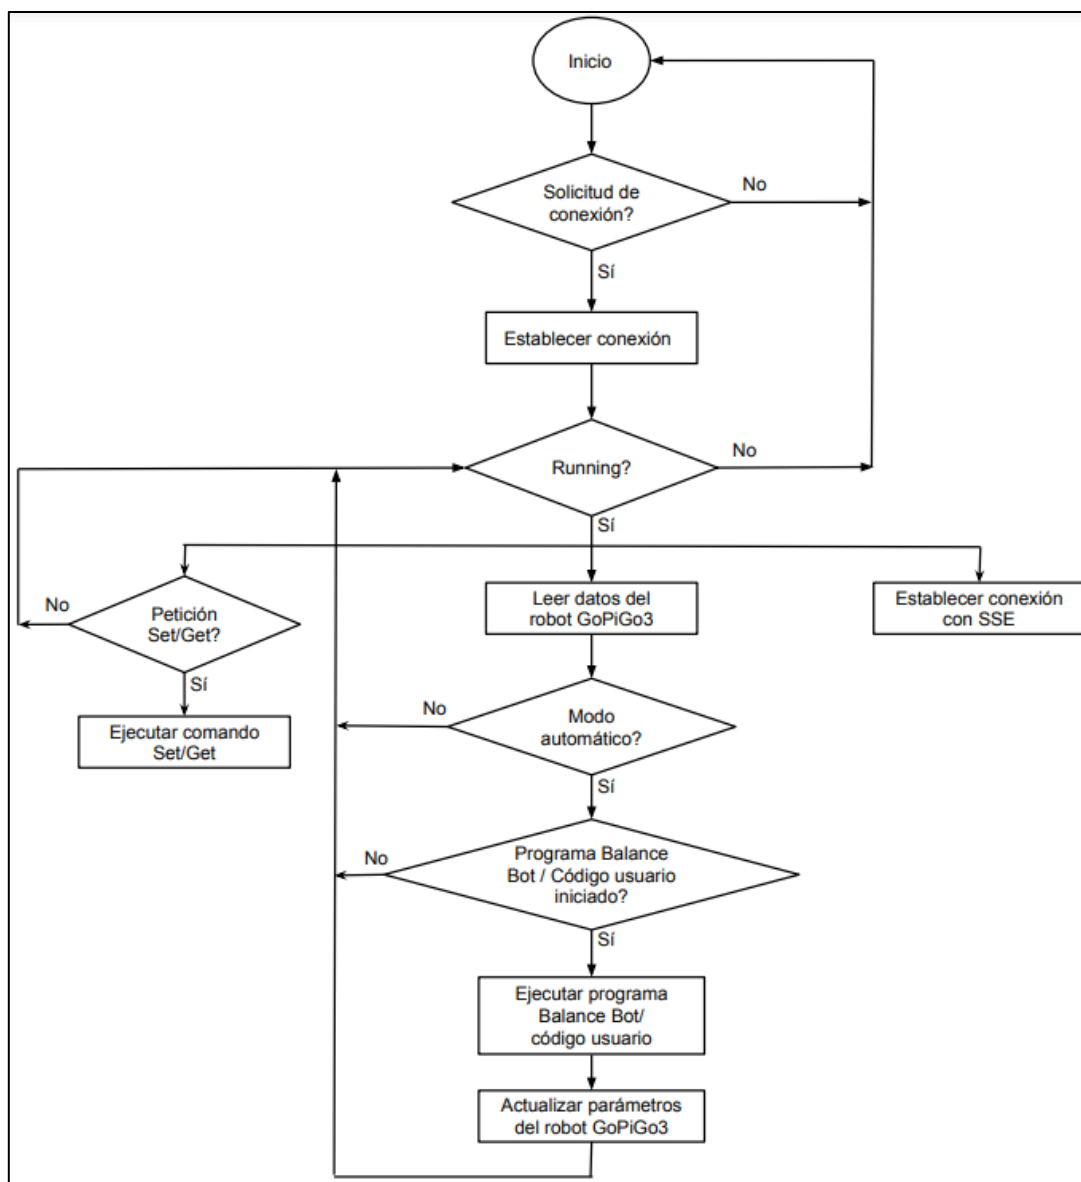 Inicio
Solicitud de
conexión?
No
Sí
Establecer conexión
Running?
No
Sí
Petición
Set/Get?
No
Sí
Ejecutar comando
Set/Get
Leer datos del
robot GoPiGo3
Establecer conexión
con SSE
Modo
automático?
No
Sí
Programa Balance
Bot / Código usuario
iniciado?
No
Sí
Ejecutar programa
Balance Bot/
código usuario
Actualizar parámetros
del robot GoPiGo3